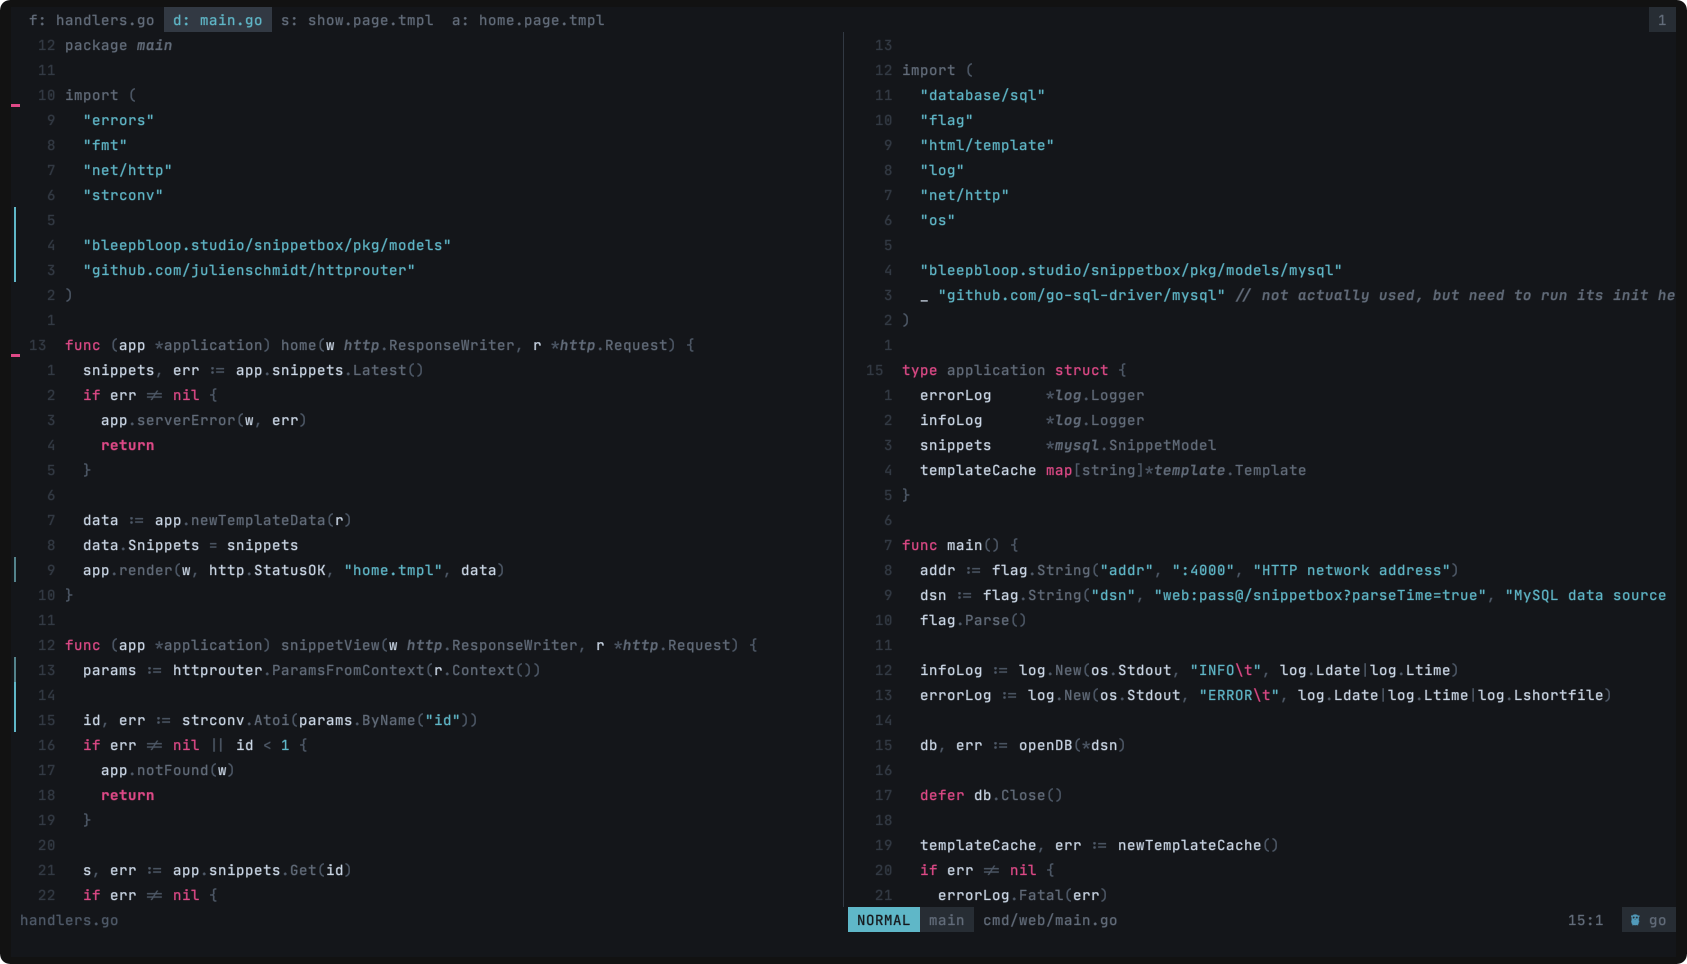 f: handlers.go d: main.go s: show.page.tmpl a: home.page.tmpl 1
12 package main
11
10 import (
9 "errors"
8 "fmt"
7 "net/http"
6 "strconv"
5
4 "bleepbloop.studio/snippetbox/pkg/models"
3 "github.com/julienschmidt/httprouter"
2 )
1
13 func (app *application) home(w http.ResponseWriter, r *http.Request) {
1 snippets, err := app.snippets.Latest()
2 if err != nil {
3 app.serverError(w, err)
4 return
5 }
6
7 data := app.newTemplateData(r)
8 data.Snippets = snippets
9 app.render(w, http.StatusOK, "home.tmpl", data)
10 }
11
12 func (app *application) snippetView(w http.ResponseWriter, r *http.Request) {
13 params := httprouter.ParamsFromContext(r.Context())
14
15 id, err := strconv.Atoi(params.ByName("id"))
16 if err != nil || id < 1 {
17 app.notFound(w)
18 return
19 }
20
21 s, err := app.snippets.Get(id)
22 if err != nil {
handlers.go
13
12 import (
11 "database/sql"
10 "flag"
9 "html/template"
8 "log"
7 "net/http"
6 "os"
5
4 "bleepbloop.studio/snippetbox/pkg/models/mysql"
3 _ "github.com/go-sql-driver/mysql" // not actually used, but need to run its init he
2 )
1
15 type application struct {
1 errorLog *log.Logger
2 infoLog *log.Logger
3 snippets *mysql.SnippetModel
4 templateCache map[string]*template.Template
5 }
6
7 func main() {
8 addr := flag.String("addr", ":4000", "HTTP network address")
9 dsn := flag.String("dsn", "web:pass@/snippetbox?parseTime=true", "MySQL data source
10 flag.Parse()
11
12 infoLog := log.New(os.Stdout, "INFO\t", log.Ldate|log.Ltime)
13 errorLog := log.New(os.Stdout, "ERROR\t", log.Ldate|log.Ltime|log.Lshortfile)
14
15 db, err := openDB(*dsn)
16
17 defer db.Close()
18
19 templateCache, err := newTemplateCache()
20 if err != nil {
21 errorLog.Fatal(err)
NORMAL main cmd/web/main.go 15:1 go